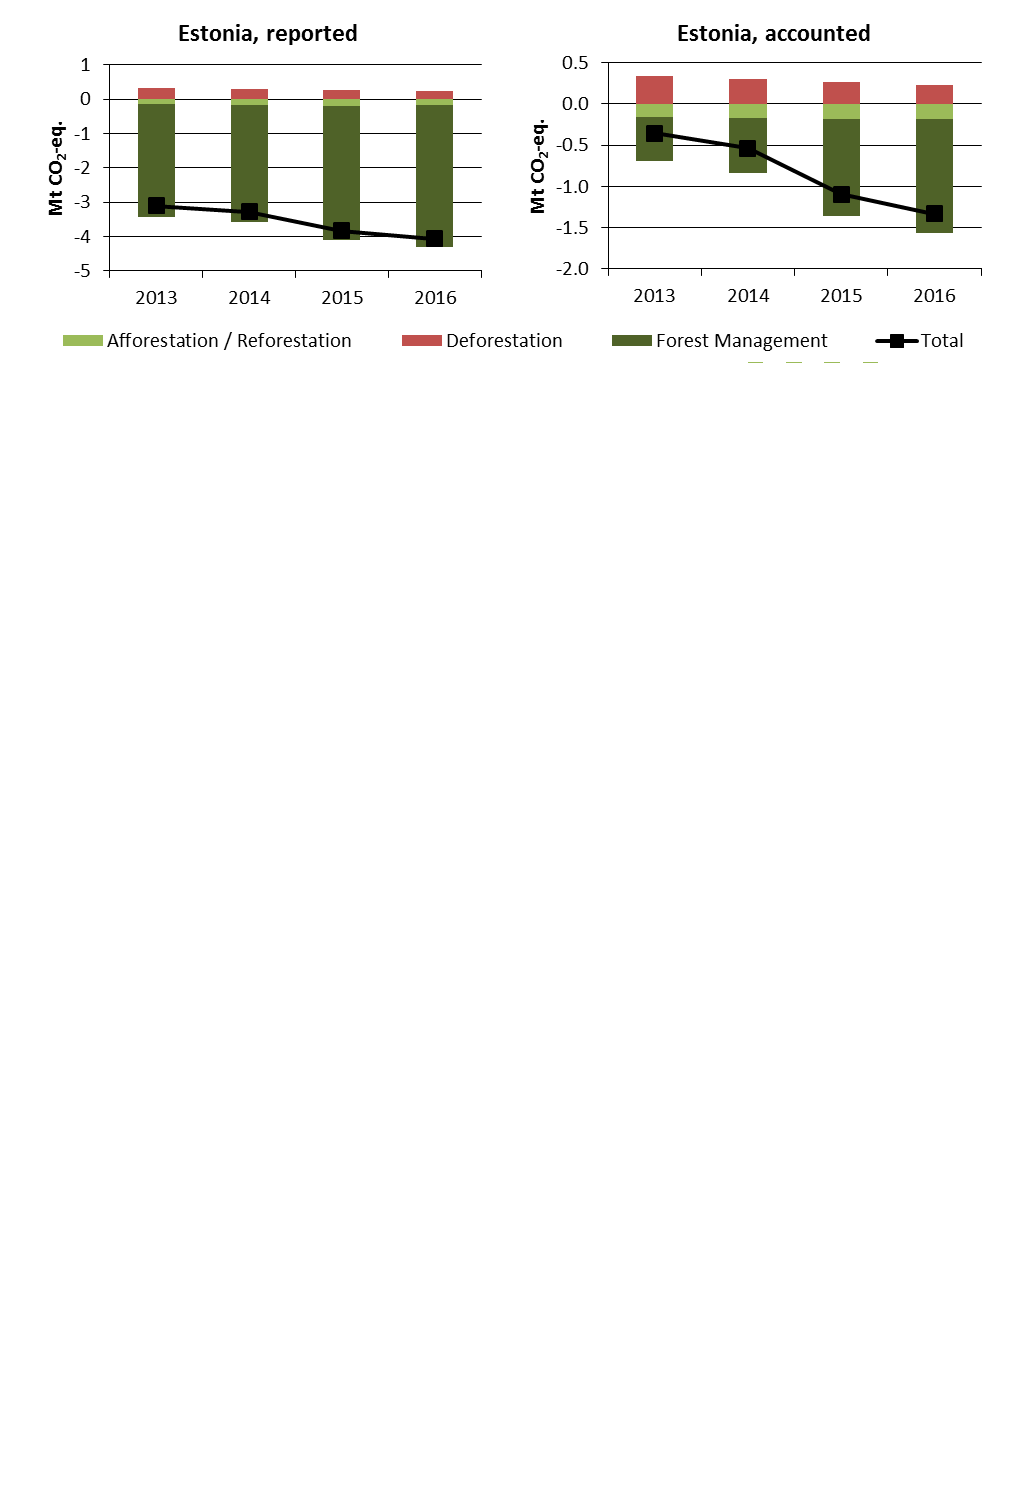 Estonia, reported
Mt CO₂-eq.
1
0
-1
-2
-3
-4
-5
2013 2014 2015 2016
Estonia, accounted
Mt CO₂-eq.
0.5
0.0
-0.5
-1.0
-1.5
-2.0
2013 2014 2015 2016
Afforestation / Reforestation Deforestation Forest Management Total